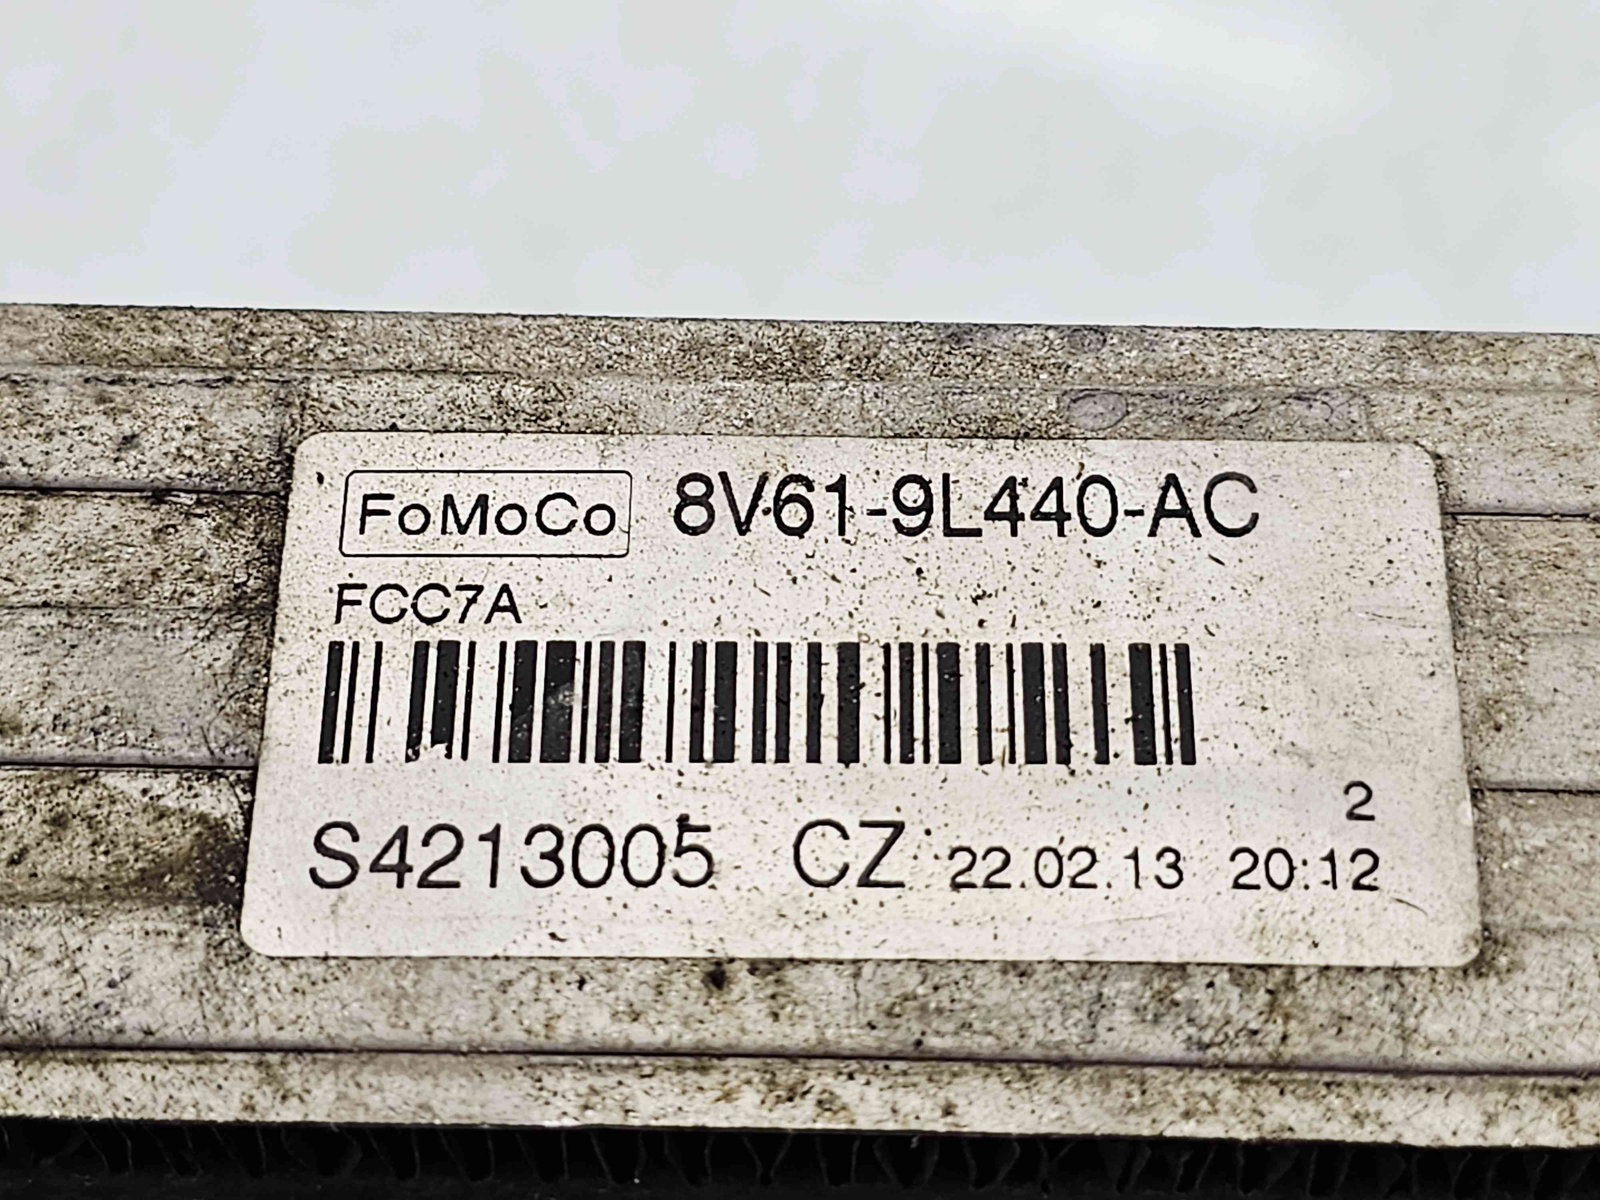 FoMoCo 8V61-9L440-AC
FCC7A
2
S4213005 CZ 22.02.13 20:12